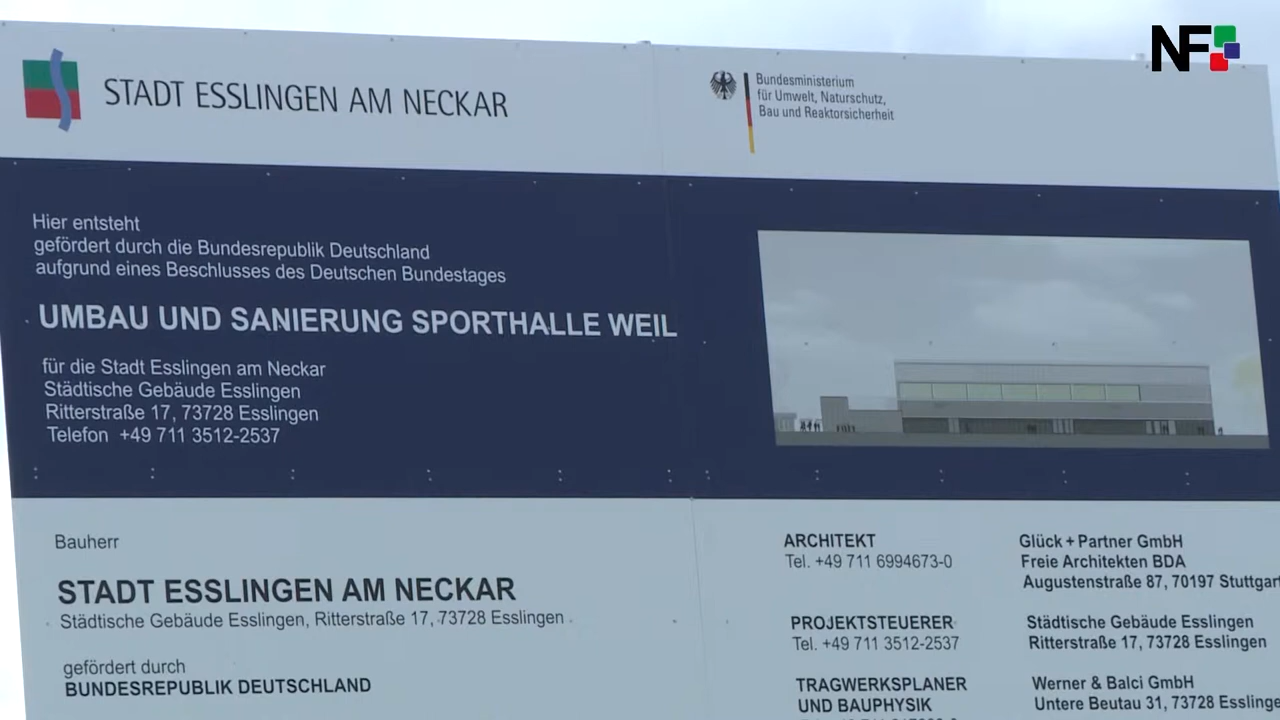 NF
STADT ESSLINGEN AM NECKAR
Bundesministerium
für Umwelt, Naturschutz,
Bau und Reaktorsicherheit
Hier entsteht
gefördert durch die Bundesrepublik Deutschland
aufgrund eines Beschlusses des Deutschen Bundestages
UMBAU UND SANIERUNG SPORTHALLE WEIL
für die Stadt Esslingen am Neckar
Städtische Gebäude Esslingen
Ritterstraße 17, 73728 Esslingen
Telefon +49 711 3512-2537
Bauherr
STADT ESSLINGEN AM NECKAR
Städtische Gebäude Esslingen, Ritterstraße 17, 73728 Esslingen
gefördert durch
BUNDESREPUBLIK DEUTSCHLAND
ARCHITEKT
Tel. +49 711 6994673-0
Glück + Partner GmbH
Freie Architekten BDA
Augustenstraße 87, 70197 Stuttgar
PROJEKTSTEUERER
Tel. +49 711 3512-2537
Städtische Gebäude Esslingen
Ritterstraße 17, 73728 Esslingen
TRAGWERKSPLANER
UND BAUPHYSIK
Werner & Balci GmbH
Untere Beutau 31, 73728 Esslinge